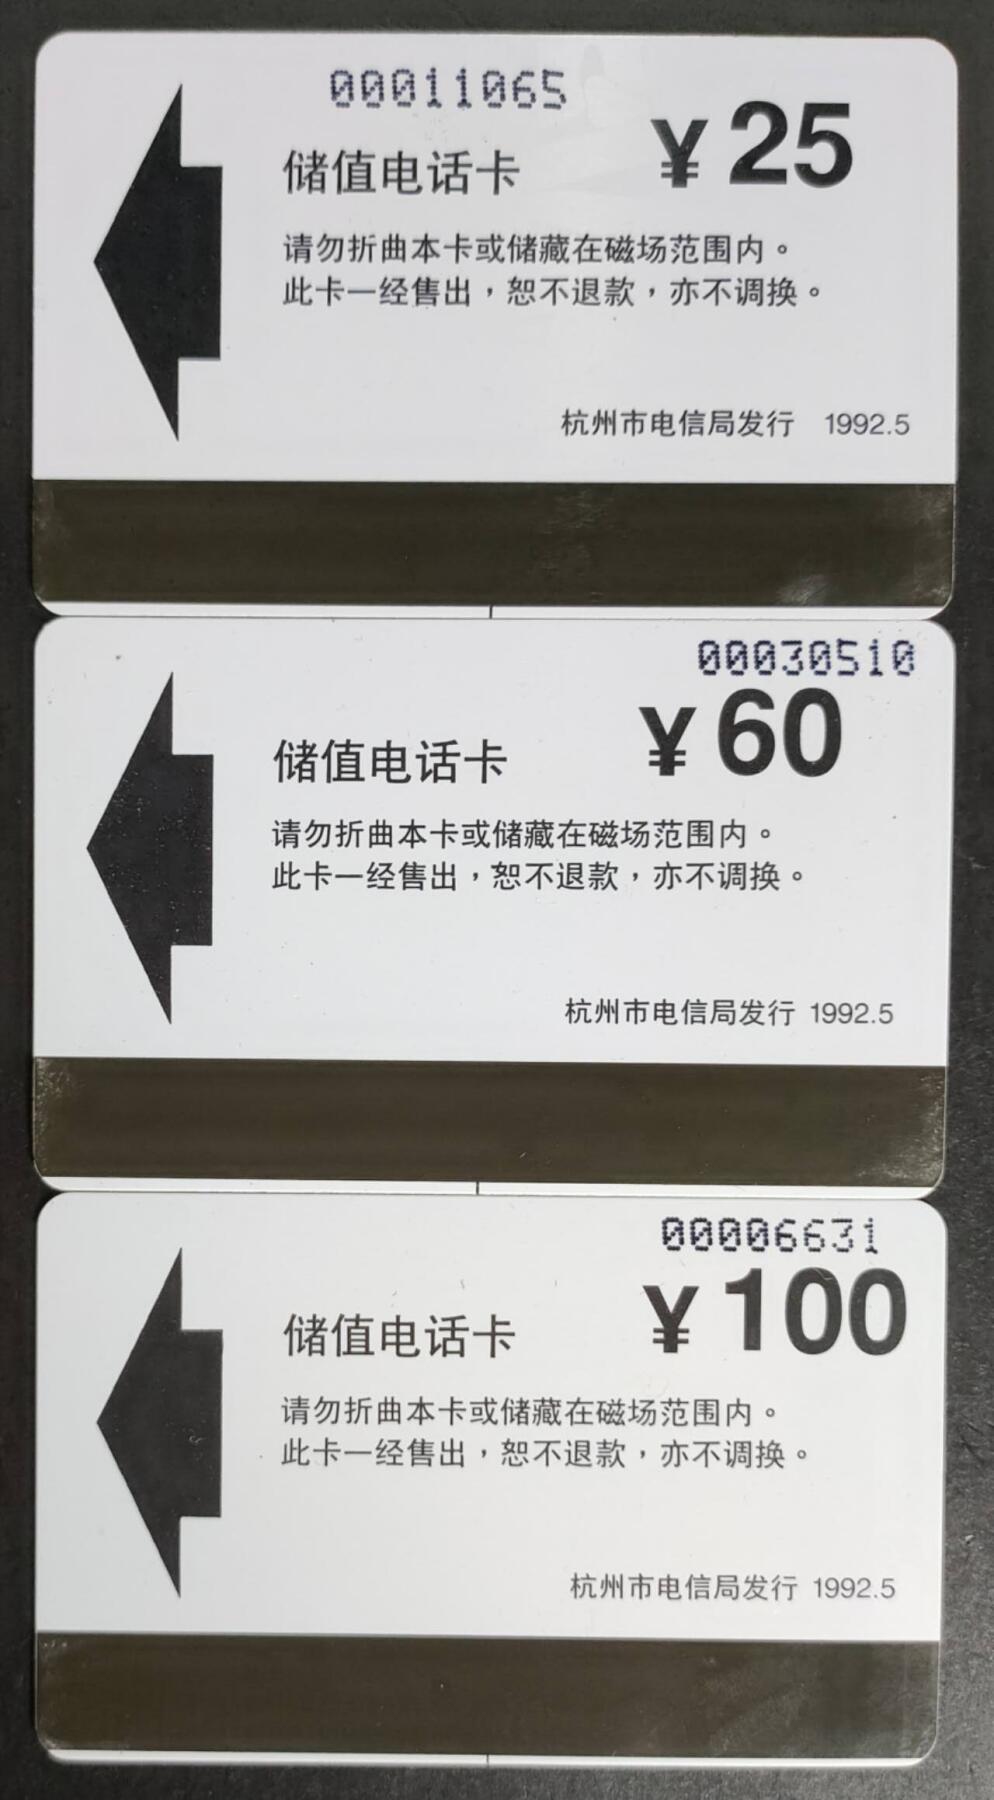 00011065
储值电话卡 ¥25
请勿折曲本卡或储藏在磁场范围内。
此卡一经售出，恕不退款，亦不调换。
杭州市电信局发行 1992.5
00030510
储值电话卡 ¥60
请勿折曲本卡或储藏在磁场范围内。
此卡一经售出，恕不退款，亦不调换。
杭州市电信局发行 1992.5
00006631
储值电话卡 ¥100
请勿折曲本卡或储藏在磁场范围内。
此卡一经售出，恕不退款，亦不调换。
杭州市电信局发行 1992.5